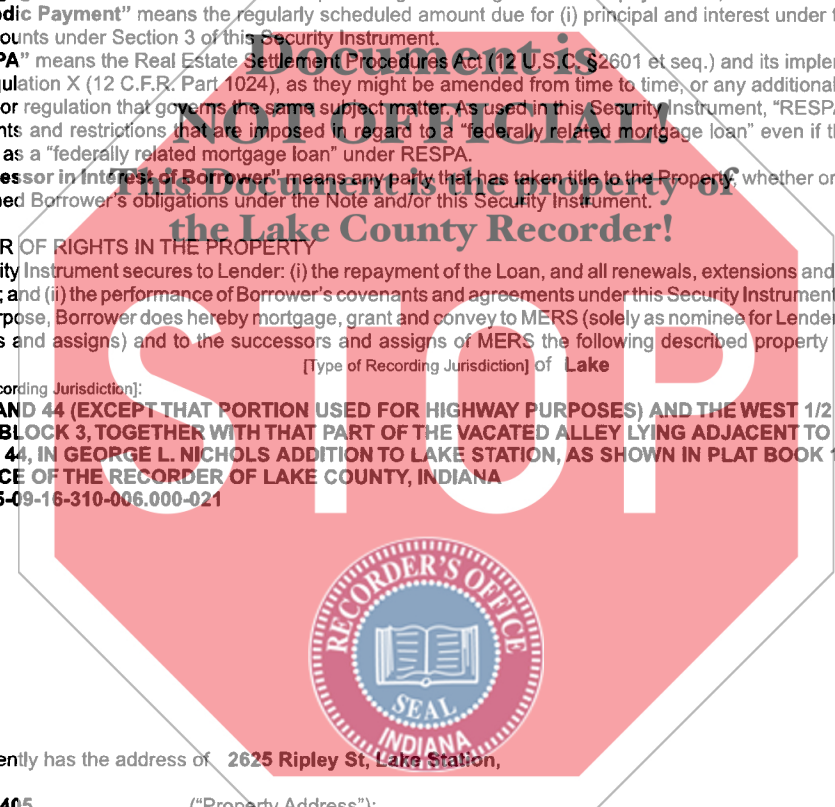 odic Payment” means the regularly scheduled amount due for (i) principal and interest under
ounts under Section 3 of this Security Instrument.
PA” means the Real Estate Settlement Procedures Act (12 U.S.C. §2601 et seq.) and its implem
gulation X (12 C.F.R. Part 1024), as they might be amended from time to time, or any additional
or regulation that governs the same subject matter. As used in this Security Instrument, “RESPA
nts and restrictions that are imposed in regard to a “federally related mortgage loan” even if th
as a “federally related mortgage loan” under RESPA.
essor in Interest of Borrower” means any party that has taken title to the Property, whether or
ned Borrower’s obligations under the Note and/or this Security Instrument.
Document is
NOT OFFICIAL!
This Document is the property of
the Lake County Recorder!
R OF RIGHTS IN THE PROPERTY
ity Instrument secures to Lender: (i) the repayment of the Loan, and all renewals, extensions and
; and (ii) the performance of Borrower’s covenants and agreements under this Security Instrument
rpose, Borrower does hereby mortgage, grant and convey to MERS (solely as nominee for Lender
s and assigns) and to the successors and assigns of MERS the following described property
[Type of Recording Jurisdiction] of Lake
cording Jurisdiction]:
AND 44 (EXCEPT THAT PORTION USED FOR HIGHWAY PURPOSES) AND THE WEST 1/2
BLOCK 3, TOGETHER WITH THAT PART OF THE VACATED ALLEY LYING ADJACENT TO
44, IN GEORGE L. NICHOLS ADDITION TO LAKE STATION, AS SHOWN IN PLAT BOOK 1
CE OF THE RECORDER OF LAKE COUNTY, INDIANA
5-09-16-310-006.000-021
STOP
RECORDER'S OFFICE
SEAL
INDIANA
ently has the address of 2625 Ripley St, Lake Station,
405 (“Property Address”):